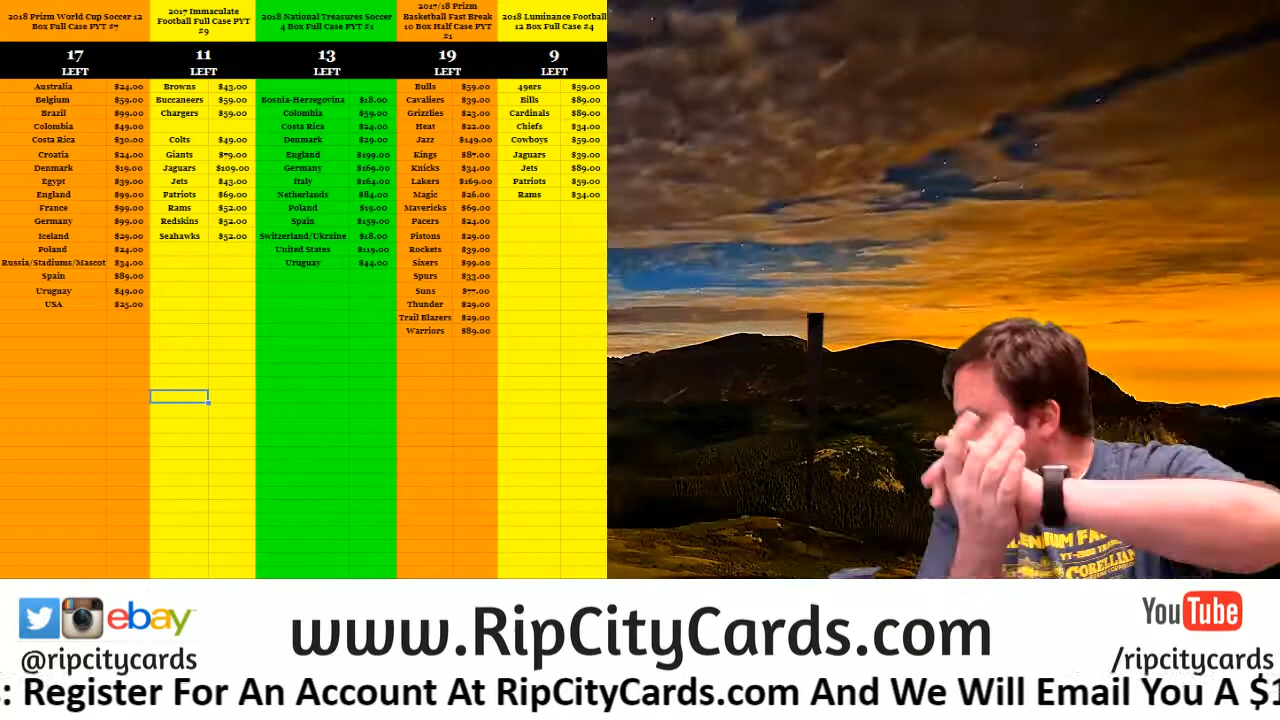 2018 Prizm World Cup Soccer 12
Box Full Case PYT #7
17
LEFT
Australia $24.00
Belgium $59.00
Brazil $99.00
Colombia $49.00
Costa Rica $30.00
Croatia $24.00
Denmark $19.00
Egypt $39.00
England $99.00
France $99.00
Germany $99.00
Iceland $29.00
Poland $24.00
Russia/Stadiums/Mascot $34.00
Spain $89.00
Uruguay $49.00
USA $25.00
2017 Immaculate
Football Full Case PYT
#9
11
LEFT
Browns $43.00
Buccaneers $59.00
Chargers $59.00
Colts $49.00
Giants $79.00
Jaguars $109.00
Jets $43.00
Patriots $69.00
Rams $52.00
Redskins $52.00
Seahawks $52.00
2018 National Treasures Soccer
4 Box Full Case PYT #1
13
LEFT
Bosnia-Herzegovina $18.00
Colombia $59.00
Costa Rica $24.00
Denmark $29.00
England $199.00
Germany $169.00
Italy $164.00
Netherlands $84.00
Poland $19.00
Spain $159.00
Switzerland/Ukraine $18.00
United States $119.00
Uruguay $44.00
2017/18 Prizm
Basketball Fast Break
10 Box Half Case PYT
#1
19
LEFT
Bulls $59.00
Cavaliers $39.00
Grizzlies $23.00
Heat $22.00
Jazz $149.00
Kings $87.00
Knicks $34.00
Lakers $169.00
Magic $26.00
Mavericks $69.00
Pacers $24.00
Pistons $29.00
Rockets $39.00
Sixers $99.00
Spurs $33.00
Suns $77.00
Thunder $29.00
Trail Blazers $29.00
Warriors $89.00
2018 Luminance Football
12 Box Full Case #4
9
LEFT
49ers $59.00
Bills $89.00
Cardinals $89.00
Chiefs $34.00
Cowboys $59.00
Jaguars $39.00
Jets $89.00
Patriots $59.00
Rams $34.00
CORELLIAN
ebay
@ripcitycards
www.RipCityCards.com
YouTube
/ripcitycards
s: Register For An Account At RipCityCards.com And We Will Email You A $1